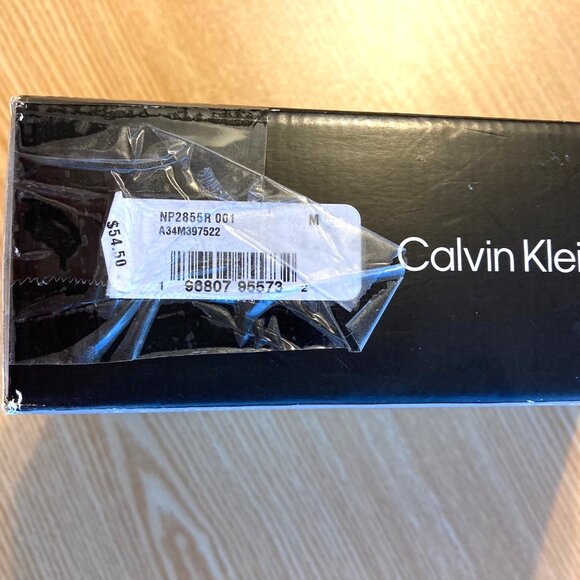 NP2855R 001 M
A34M397522
$54.50
1 96807 95573 2
Calvin Klei